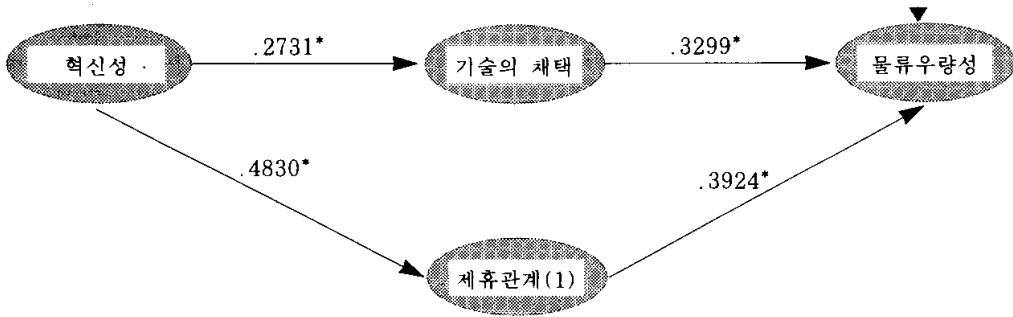 .2731*
.3299*
혁신성
기술의 채택
물류우량성
.4830*
.3924*
제휴관계(1)